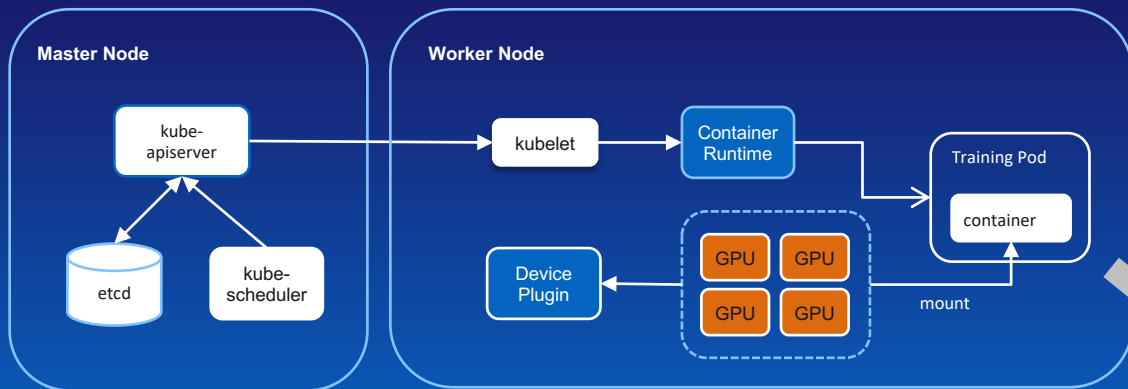 Master Node
kube-
apiserver
etcd
kube-
scheduler
Worker Node
kubelet
Container
Runtime
Training Pod
container
Device
Plugin
GPU
GPU
GPU
GPU
mount